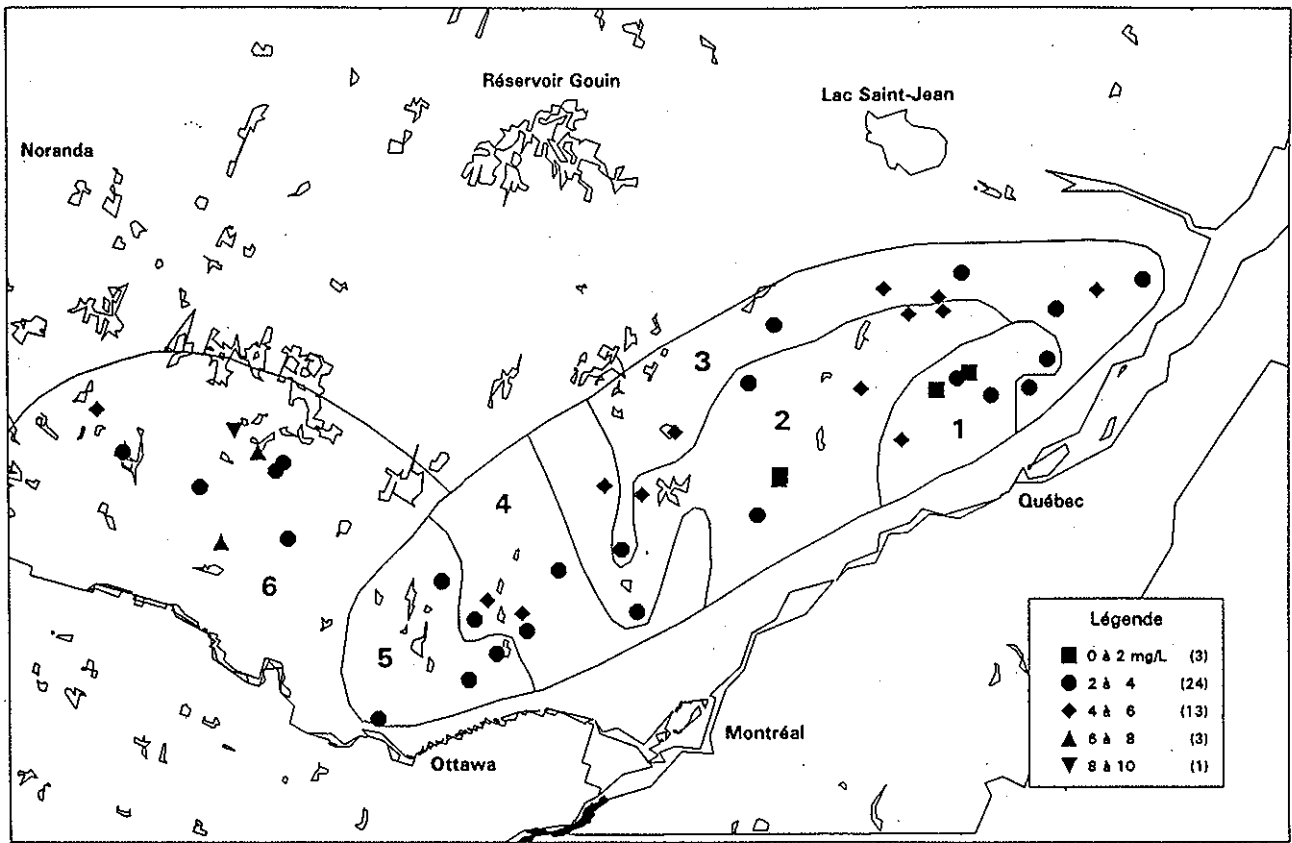 Réservoir Gouin
Lac Saint-Jean
Noranda
3
2
1
4
Québec
6
5
Montréal
Ottawa
Légende
0 à 2 mg/L (3)
2 à 4 (24)
4 à 6 (13)
6 à 8 (3)
8 à 10 (1)